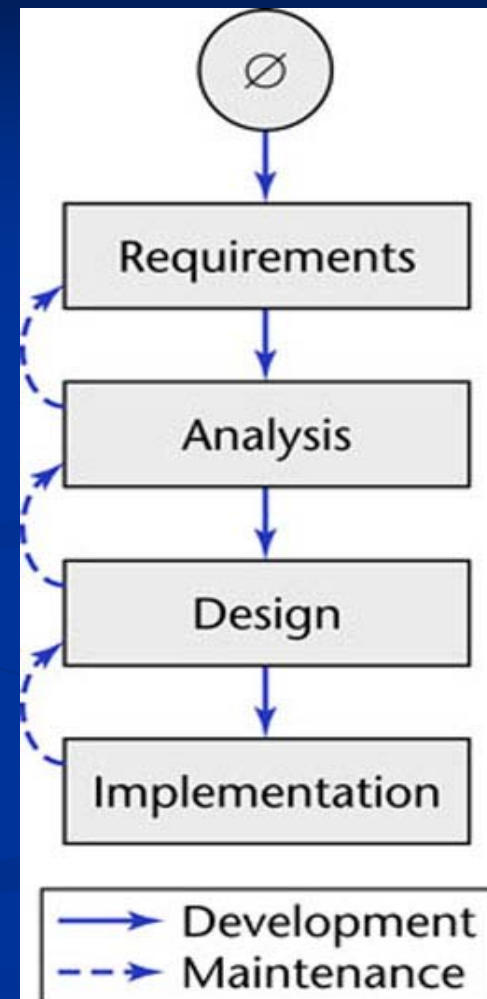 ∅
Requirements
Analysis
Design
Implementation
Development
Maintenance